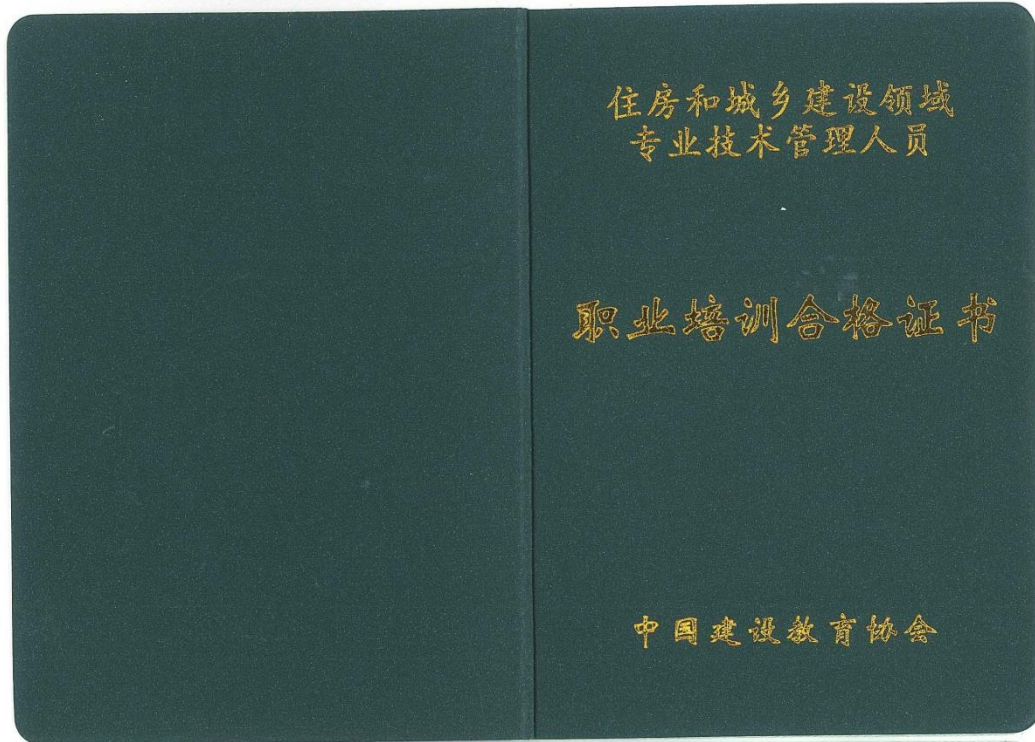 住房和城乡建设领域
专业技术管理人员
职业培训合格证书
中国建设教育协会